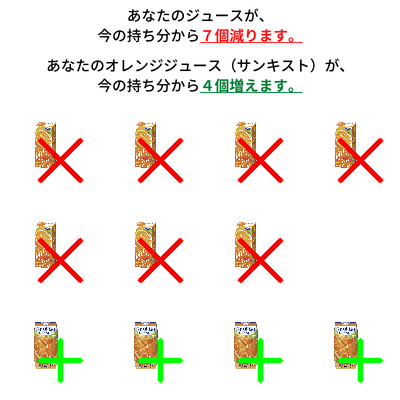 あなたのジュースが、
今の持ち分から７個減ります。
あなたのオレンジジュース（サンキスト）が、
今の持ち分から４個増えます。